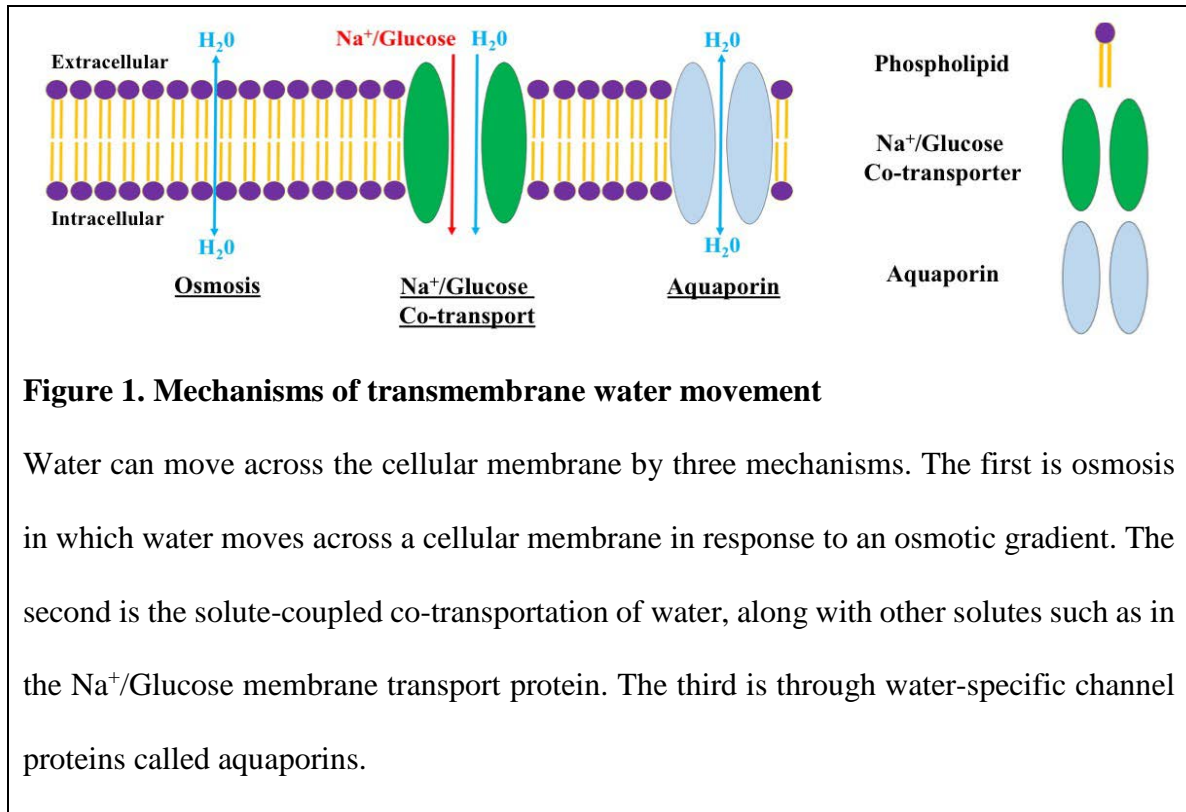 H₂0
Na⁺/Glucose
H₂0
H₂0
Extracellular
Phospholipid
Na⁺/Glucose
Co-transporter
Intracellular
H₂0
H₂0
Aquaporin
Osmosis
Na⁺/Glucose
Co-transport
Aquaporin
Figure 1. Mechanisms of transmembrane water movement
Water can move across the cellular membrane by three mechanisms. The first is osmosis
in which water moves across a cellular membrane in response to an osmotic gradient. The
second is the solute-coupled co-transportation of water, along with other solutes such as in
the Na⁺/Glucose membrane transport protein. The third is through water-specific channel
proteins called aquaporins.